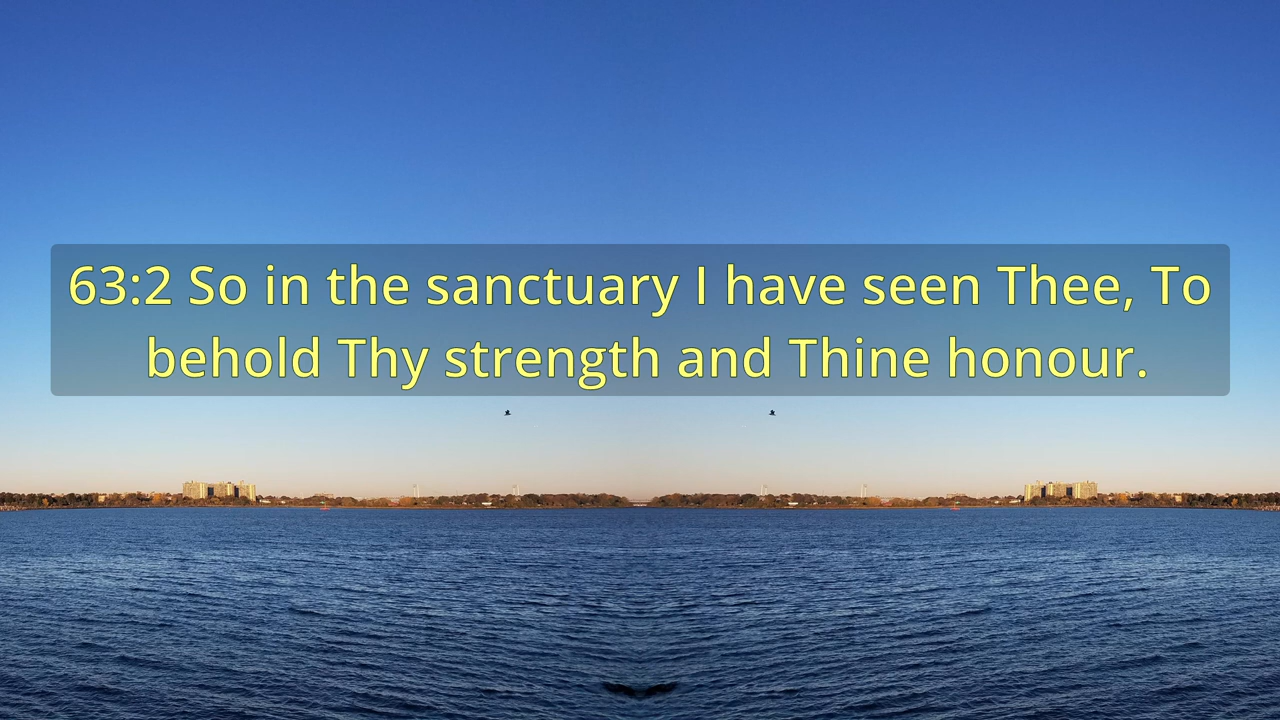 63:2 So in the sanctuary I have seen Thee, To
behold Thy strength and Thine honour.